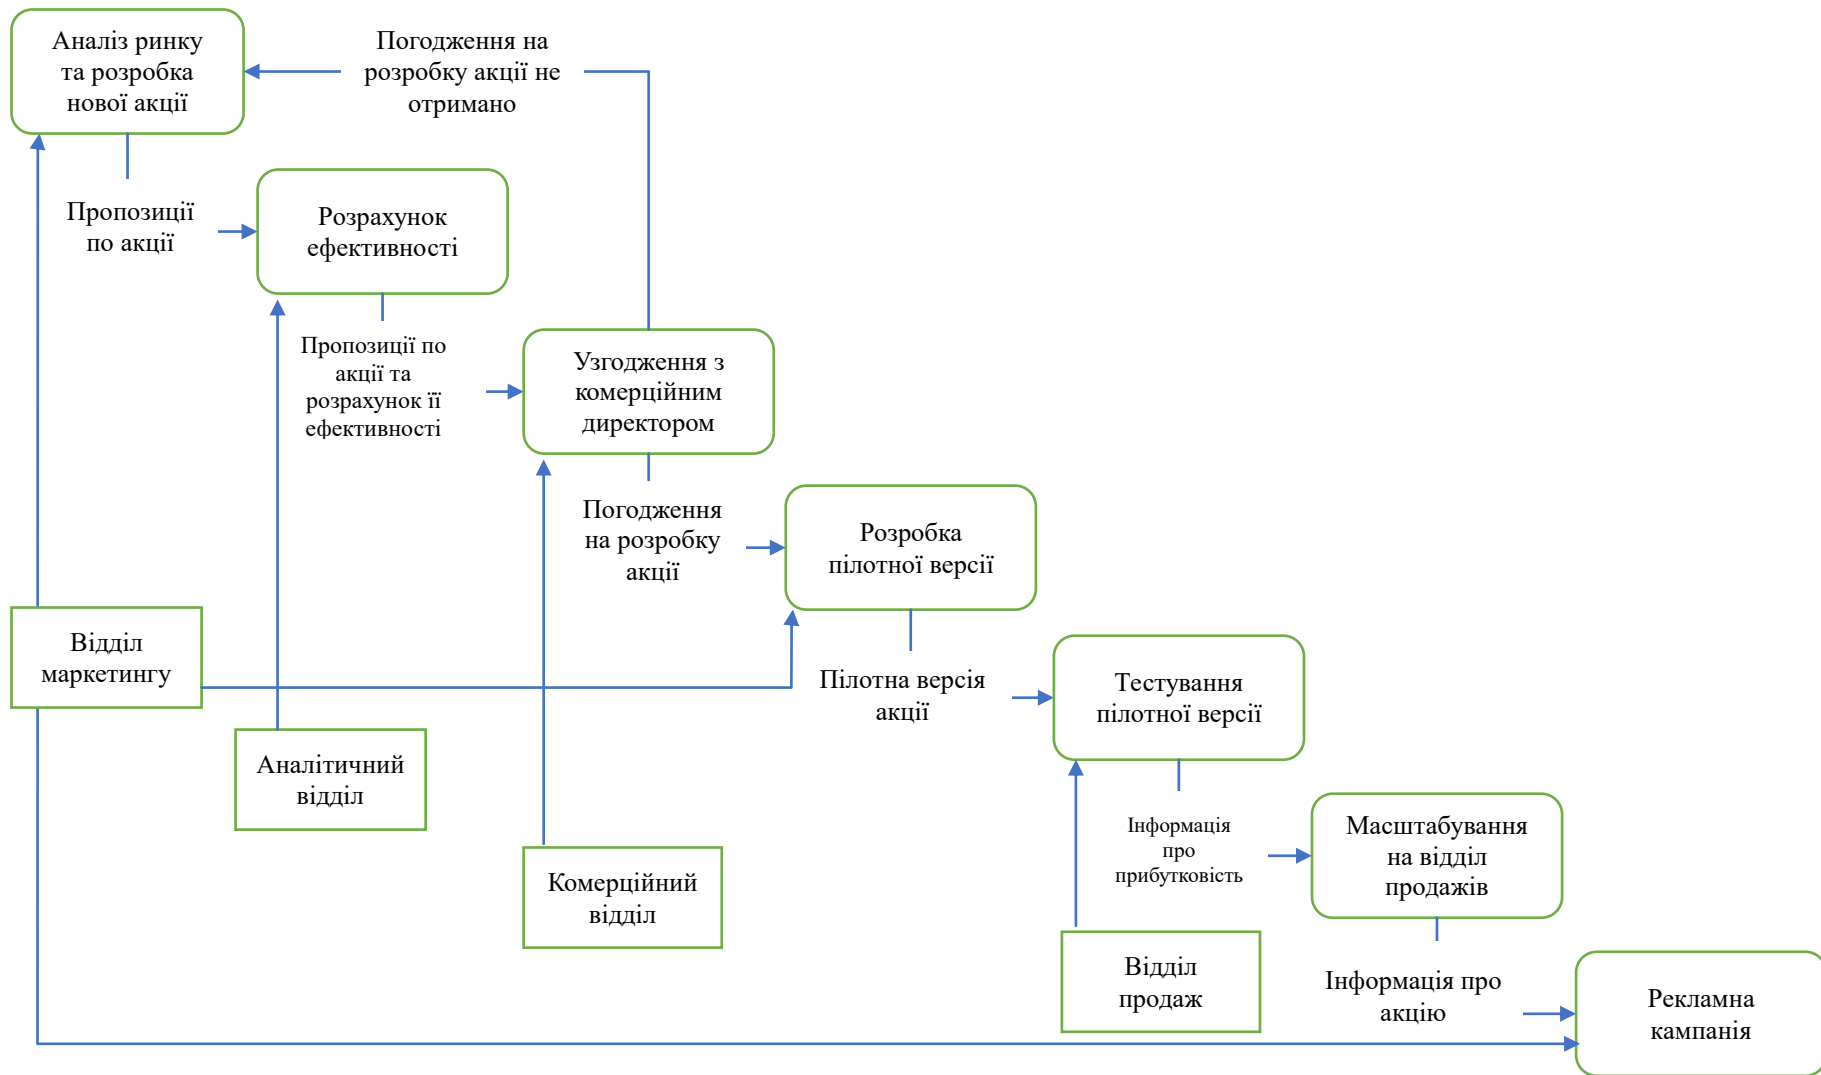 Аналіз ринку
та розробка
нової акції
Погодження на
розробку акції не
отримано
Пропозиції
по акції
Розрахунок
ефективності
Пропозиції по
акції та
розрахунок її
ефективності
Узгодження з
комерційним
директором
Погодження
на розробку
акції
Розробка
пілотної версії
Відділ
маркетингу
Пілотна версія
акції
Тестування
пілотної версії
Аналітичний
відділ
Інформація
про
прибутковість
Масштабування
на відділ
продажів
Комерційний
відділ
Відділ
продаж
Інформація про
акцію
Рекламна
кампанія